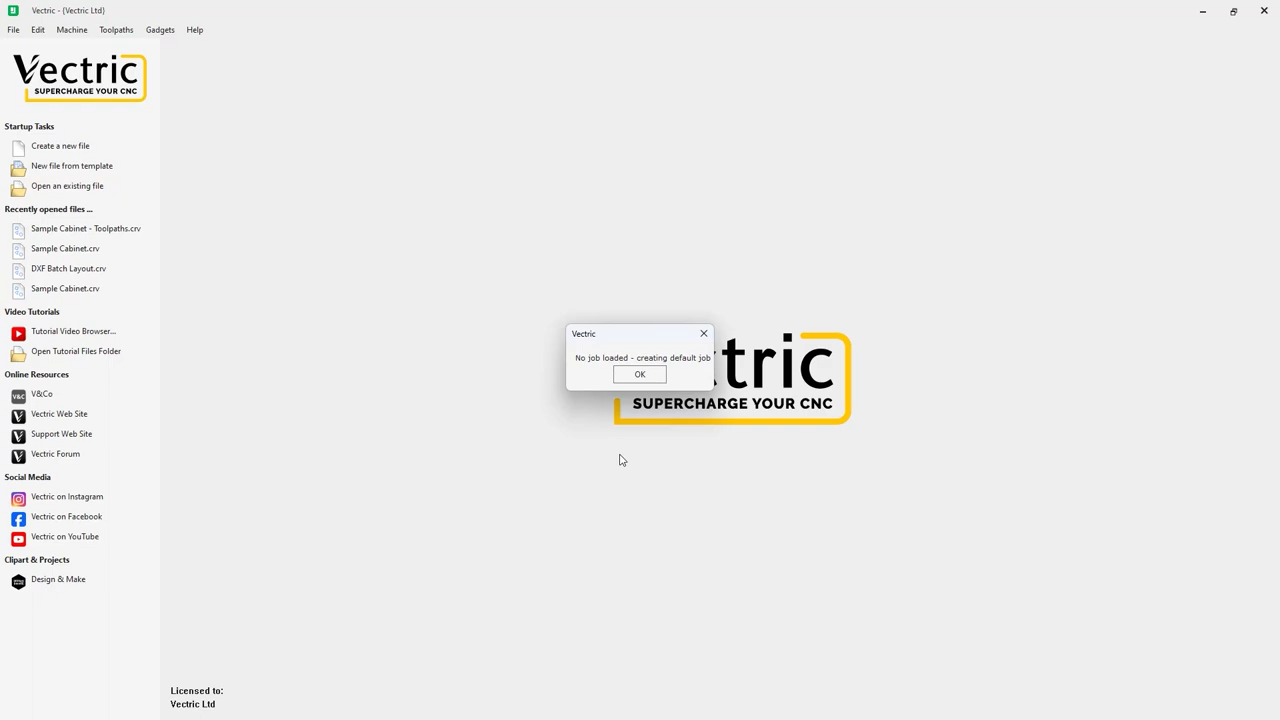 Vectric - {Vectric Ltd}
File Edit Machine Toolpaths Gadgets Help
Vectric
SUPERCHARGE YOUR CNC
Startup Tasks
Create a new file
New file from template
Open an existing file
Recently opened files ...
Sample Cabinet - Toolpaths.crv
Sample Cabinet.crv
DXF Batch Layout.crv
Sample Cabinet.crv
Video Tutorials
Tutorial Video Browser...
Open Tutorial Files Folder
Online Resources
V&C V&Co
Vectric Web Site
Support Web Site
Vectric Forum
Social Media
Vectric on Instagram
Vectric on Facebook
Vectric on YouTube
Clipart & Projects
Design & Make
Vectric
No job loaded - creating default job
OK
tric
SUPERCHARGE YOUR CNC
Licensed to:
Vectric Ltd